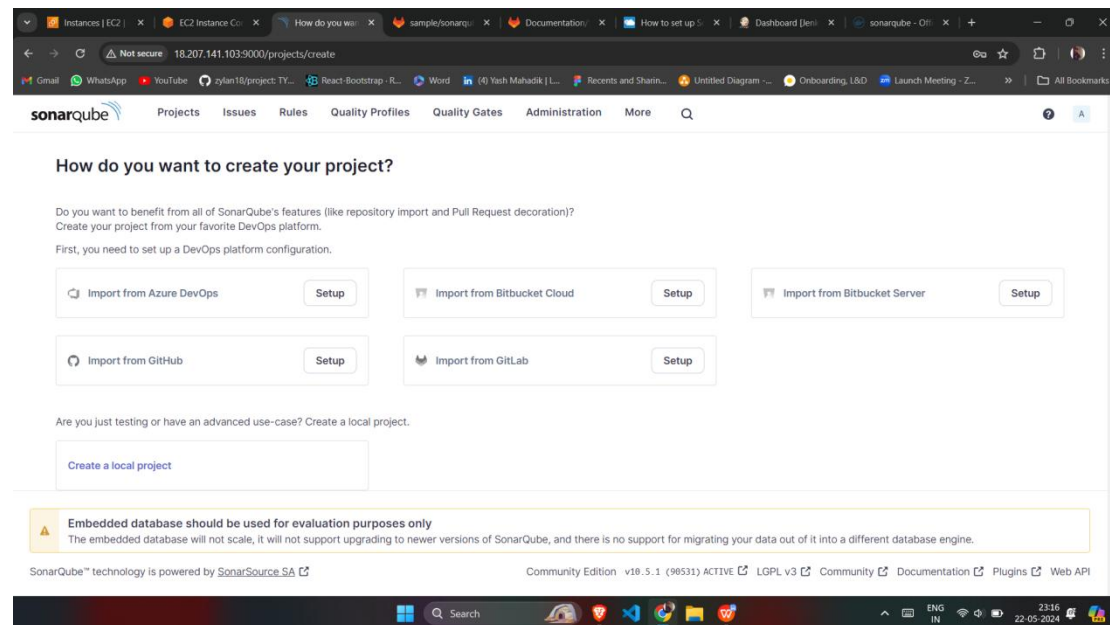 Instances | EC2 |
EC2 Instance Co
How do you wan
sample/sonarqu
Documentation/
How to set up S
Dashboard [Jenk
sonarqube - Offi
Not secure 18.207.141.103:9000/projects/create
Gmail WhatsApp YouTube zylan18/project: TY... React-Bootstrap · R... Word (4) Yash Mahadik | L... Recents and Sharin... Untitled Diagram -... Onboarding, L&D Launch Meeting - Z... » All Bookmarks
sonarqube Projects Issues Rules Quality Profiles Quality Gates Administration More A
How do you want to create your project?
Do you want to benefit from all of SonarQube's features (like repository import and Pull Request decoration)?
Create your project from your favorite DevOps platform.
First, you need to set up a DevOps platform configuration.
Import from Azure DevOps Setup Import from Bitbucket Cloud Setup Import from Bitbucket Server Setup
Import from GitHub Setup Import from GitLab Setup
Are you just testing or have an advanced use-case? Create a local project.
Create a local project
Embedded database should be used for evaluation purposes only
The embedded database will not scale, it will not support upgrading to newer versions of SonarQube, and there is no support for migrating your data out of it into a different database engine.
SonarQube™ technology is powered by SonarSource SA Community Edition v10.5.1 (90531) ACTIVE LGPL v3 Community Documentation Plugins Web API
Search ENG 23:16
IN 22-05-2024